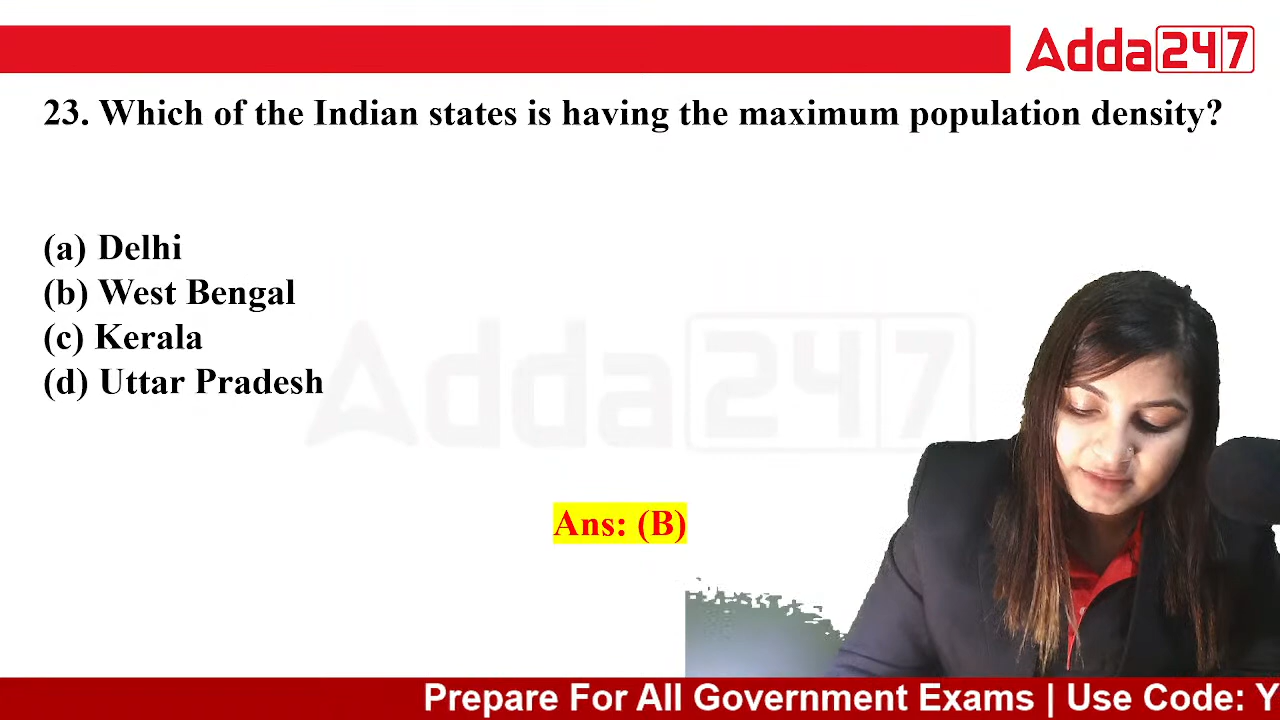 Adda247
23. Which of the Indian states is having the maximum population density?
(a) Delhi
(b) West Bengal
(c) Kerala
(d) Uttar Pradesh
Adda247
Ans: (B)
Prepare For All Government Exams | Use Code: Y